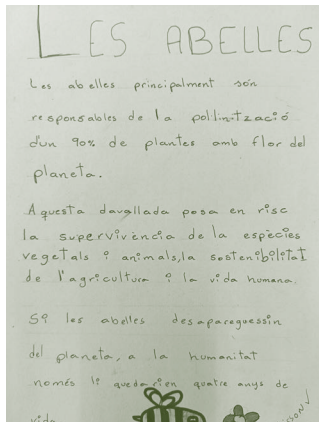 LES ABELLES
Les abelles principalment són
responsables de la pol·linització
d'un 90% de plantes amb flor del
planeta.
Aquesta davallada posa en risc
la supervivència de la espècies
vegetals i animals, la sostenibilitat
de l'agricultura i la vida humana.
Si les abelles desapareguessin
del planeta, a la humanitat
només li quedarien quatre anys de
vida